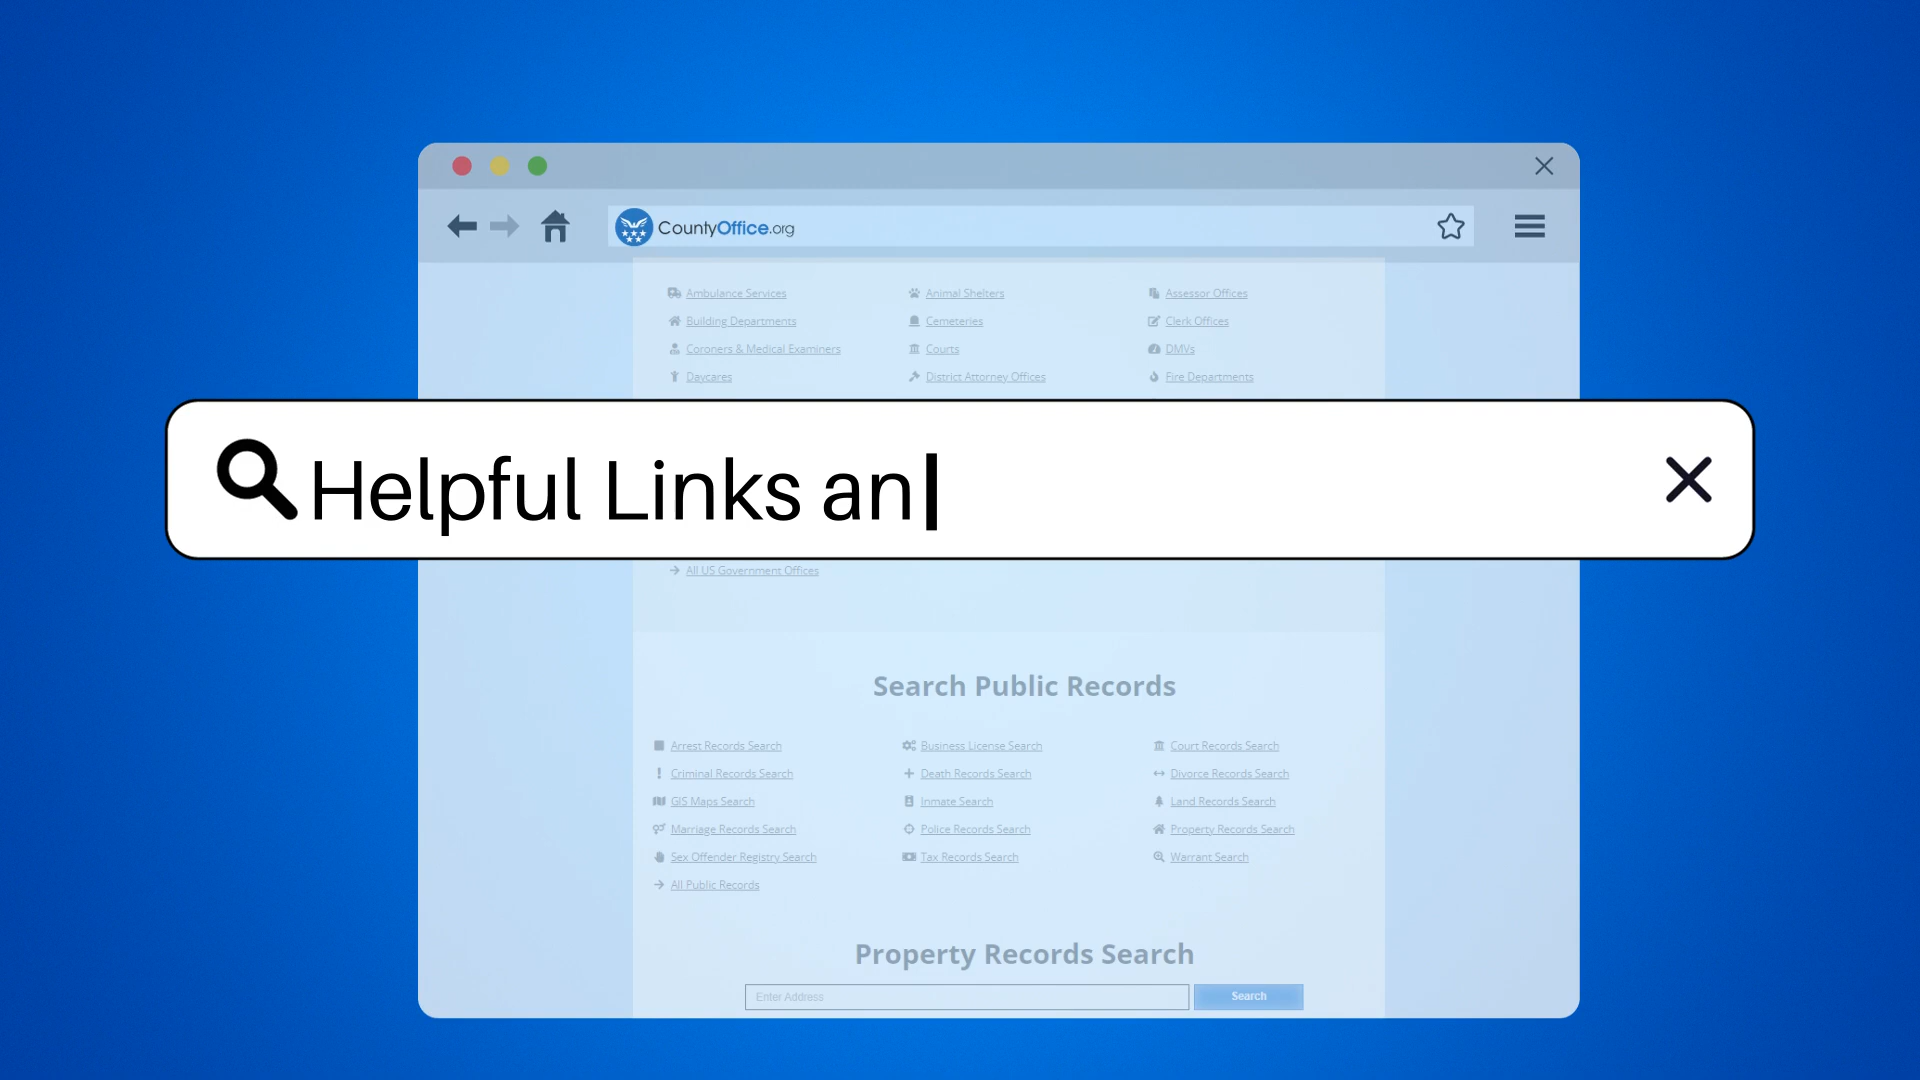 CountyOffice.org
Ambulance Services Animal Shelters Assessor Offices
Building Departments Cemeteries Clerk Offices
Coroners & Medical Examiners Courts DMVs
Daycares District Attorney Offices Fire Departments
Helpful Links an
All US Government Offices
Search Public Records
Arrest Records Search Business License Search Court Records Search
Criminal Records Search Death Records Search Divorce Records Search
GIS Maps Search Inmate Search Land Records Search
Marriage Records Search Police Records Search Property Records Search
Sex Offender Registry Search Tax Records Search Warrant Search
All Public Records
Property Records Search
Enter Address Search